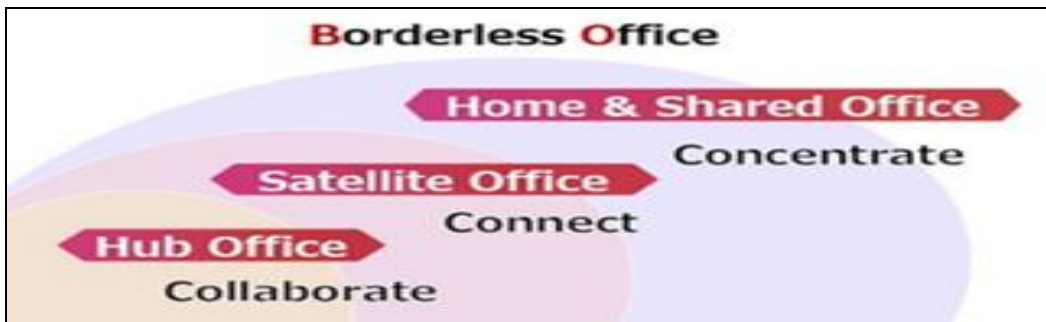 Borderless Office
Home & Shared Office
Concentrate
Satellite Office
Connect
Hub Office
Collaborate